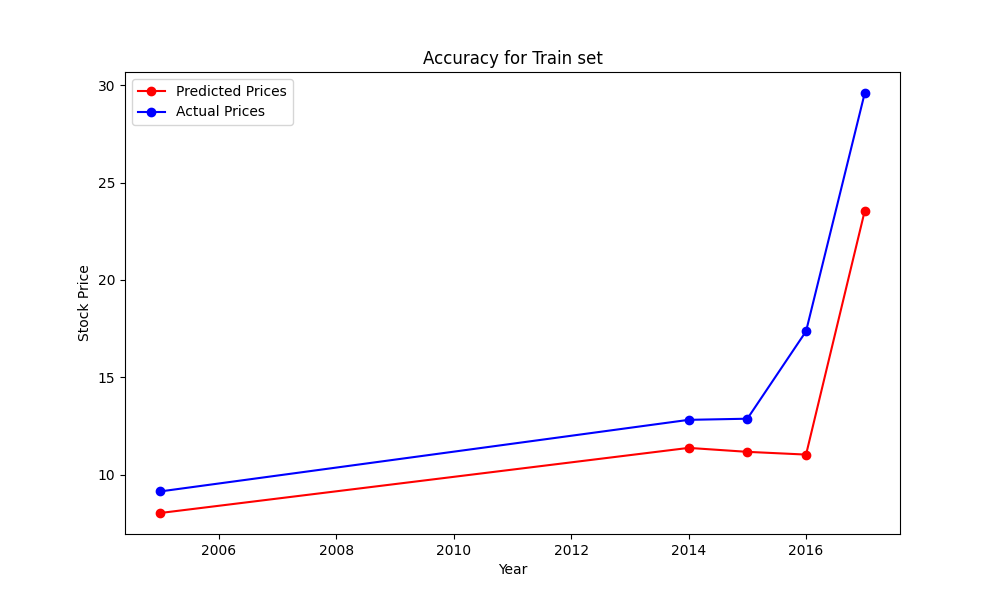 Accuracy for Train set
Predicted Prices
Actual Prices
30
25
20
15
10
Stock Price
2006 2008 2010 2012 2014 2016
Year